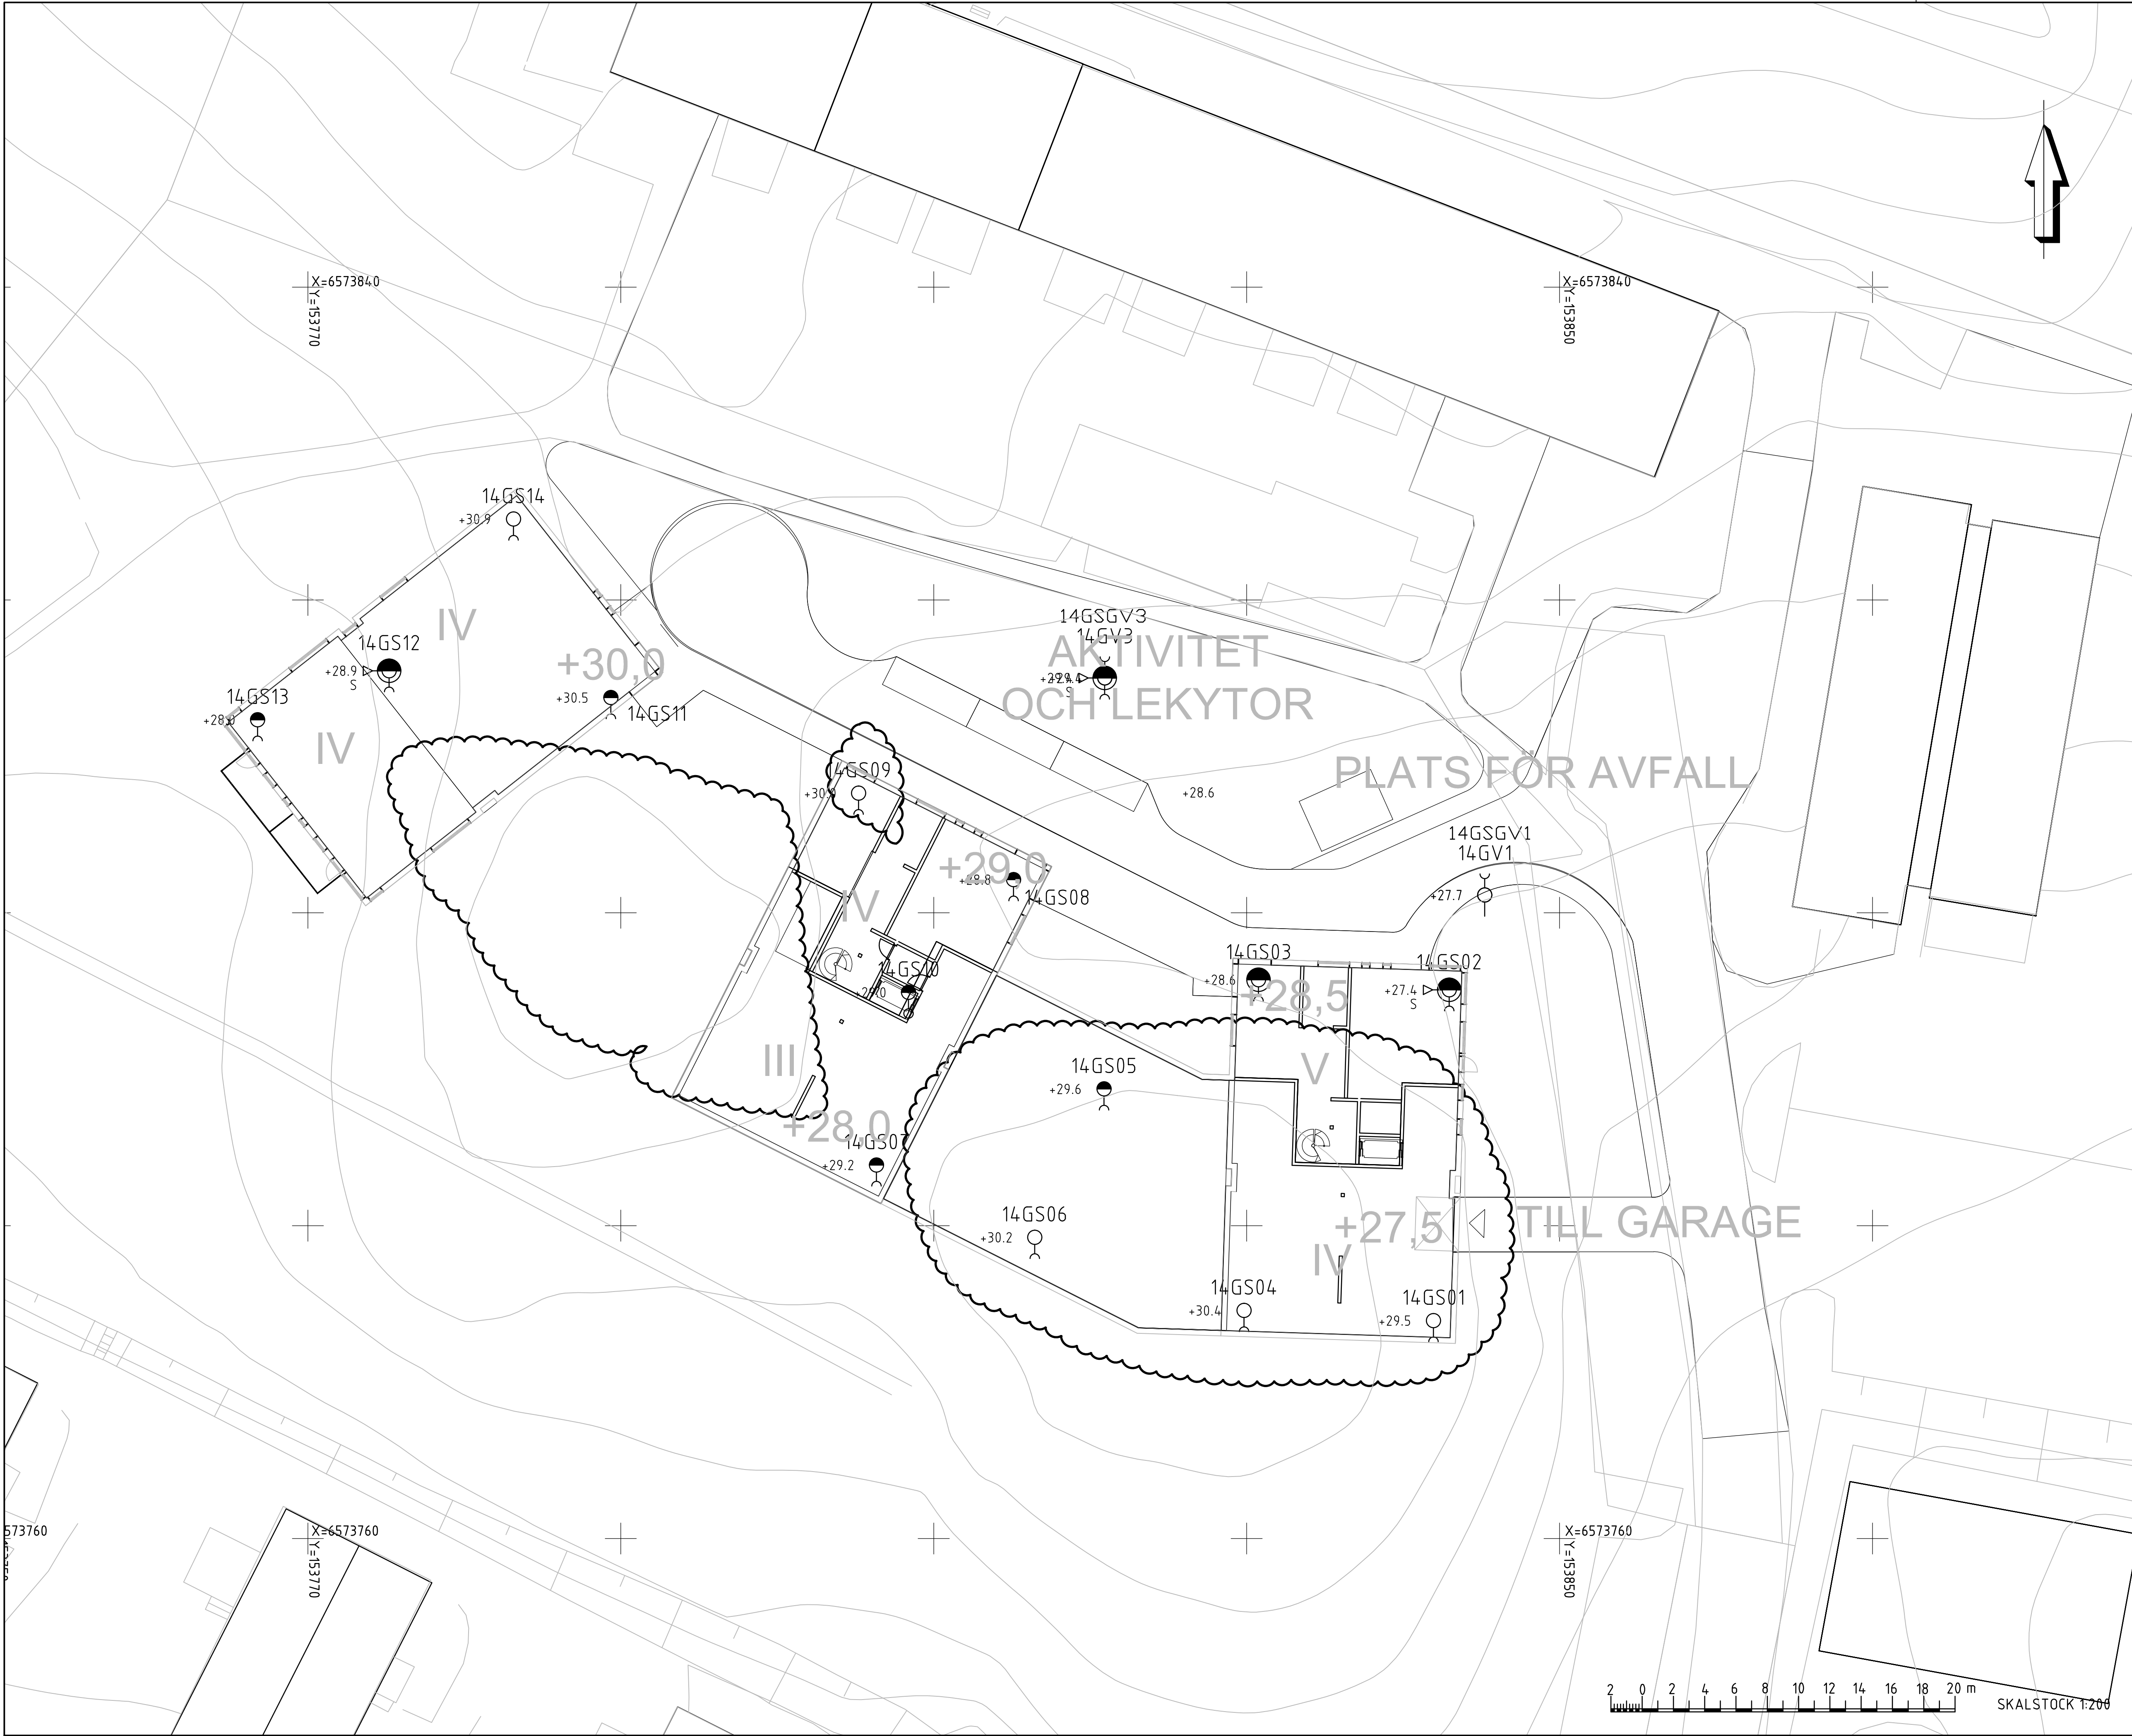 X=6573840
Y=153770
X=6573840
Y=153850
14GS14
+30.9
IV
14GS12
+28.9
S
14GS13
IV
+30,0
+30.5
14GS11
14GSGV3
14GV3
AKTIVITET
OCH LEKYTOR
S
PLATS FÖR AVFALL
14GS09
+28.6
14GSGV1
14GV1
+27.7
+29,0
+28.8
14GS08
IV
14GS10
+29.0
14GS03
+28.6
+28,5
14GS02
+27.4
S
III
V
14GS05
+29.6
+28,0
14GS07
+29.2
14GS06
+30.2
+27,5
TILL GARAGE
IV
14GS04
+30.4
14GS01
+29.5
573760
X=6573760
Y=153770
X=6573760
Y=153850
2 0 2 4 6 8 10 12 14 16 18 20 m
SKALSTOCK 1:200